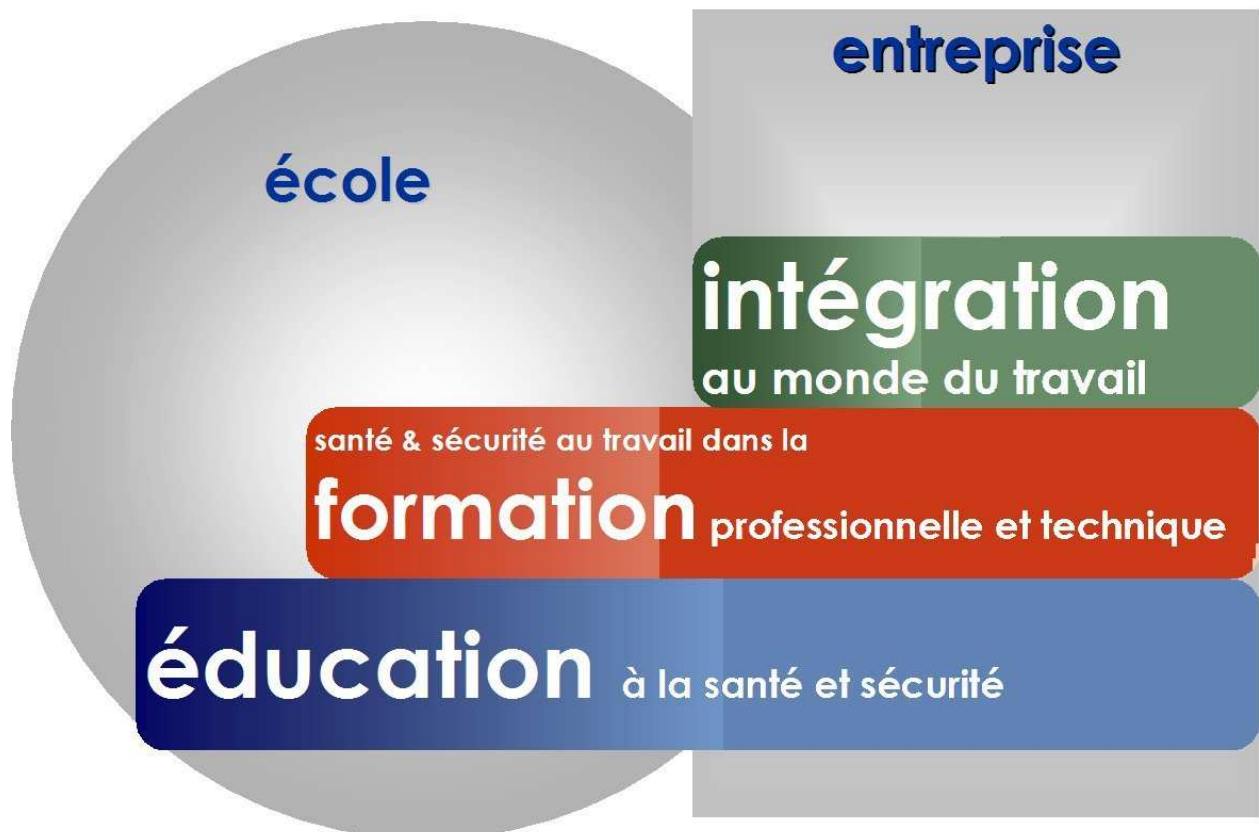 entreprise
école
intégration
au monde du travail
santé & sécurité au travail dans la
formation professionnelle et technique
éducation à la santé et sécurité